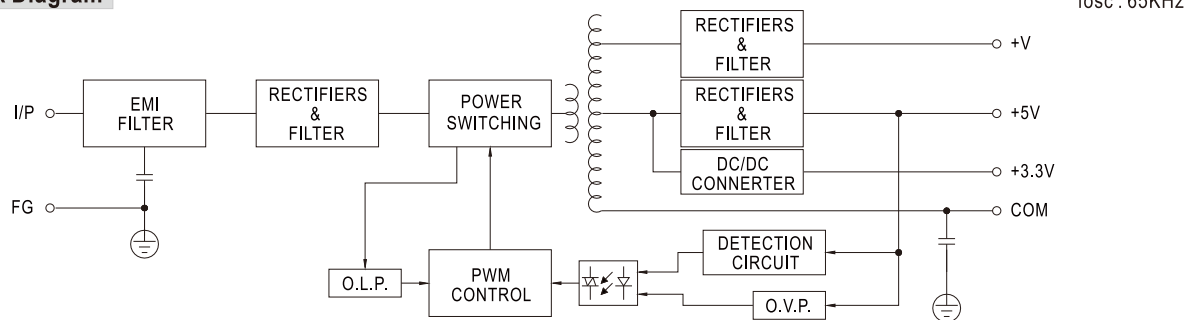 Diagram
fosc : 65KHz
RECTIFIERS
&
FILTER
+V
I/P
EMI
FILTER
RECTIFIERS
&
FILTER
POWER
SWITCHING
RECTIFIERS
&
FILTER
+5V
DC/DC
CONNERTER
+3.3V
FG
COM
DETECTION
CIRCUIT
O.L.P.
PWM
CONTROL
O.V.P.